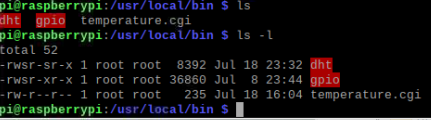 pi@raspberrypi:/usr/local/bin $ ls
dht gpio temperature.cgi
pi@raspberrypi:/usr/local/bin $ ls -l
total 52
-rwsr-sr-x 1 root root 8392 Jul 18 23:32 dht
-rwsr-xr-x 1 root root 36860 Jul 8 23:44 gpio
-rw-r--r-- 1 root root 235 Jul 18 16:04 temperature.cgi
pi@raspberrypi:/usr/local/bin $